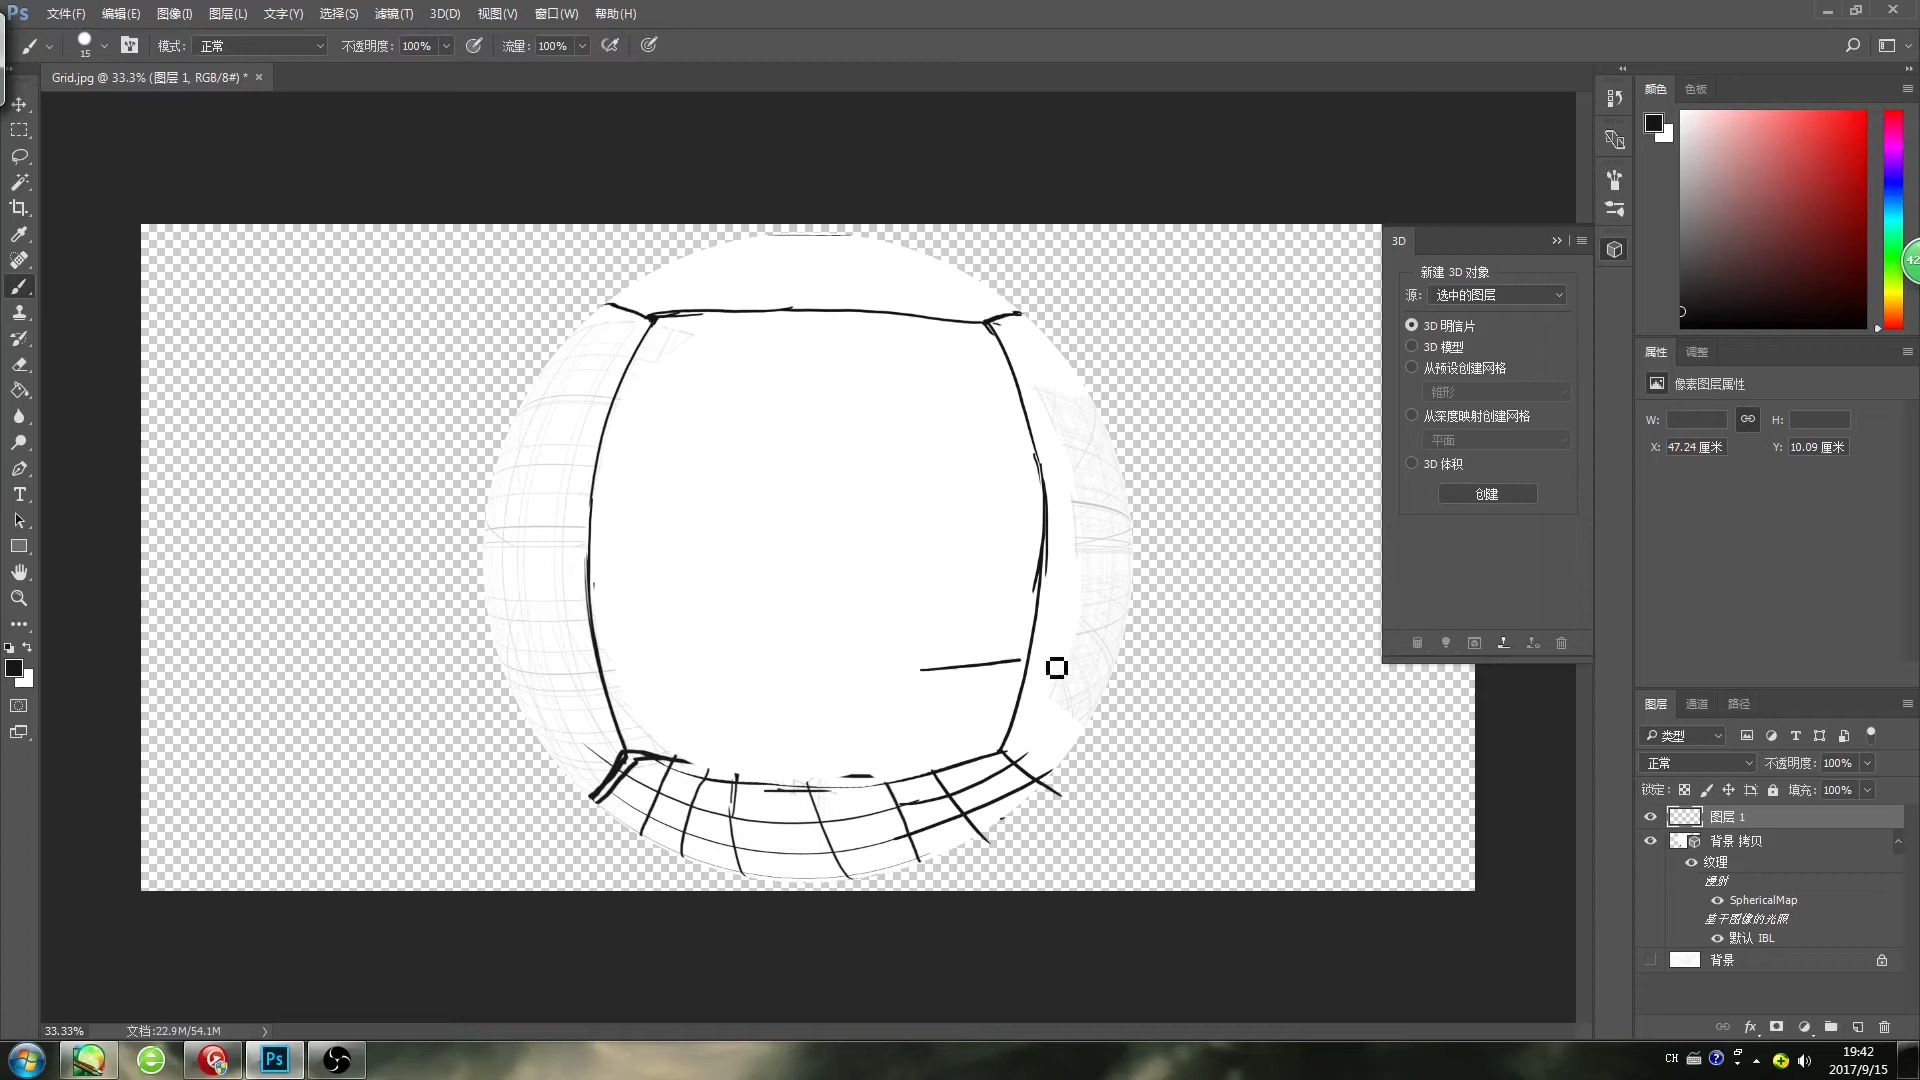 Ps 文件(F) 编辑(E) 图像(I) 图层(L) 文字(Y) 选择(S) 滤镜(T) 3D(D) 视图(V) 窗口(W) 帮助(H)
15 模式: 正常 不透明度: 100% 流量: 100%
Grid.jpg @ 33.3% (图层 1, RGB/8#) * ×
颜色 色板
42
3D
新建 3D 对象
源: 选中的图层
3D 明信片
3D 模型
从预设创建网格
锥形
从深度映射创建网格
平面
3D 体积
创建
属性 调整
像素图层属性
W: H:
X: 47.24 厘米 Y: 10.09 厘米
图层 通道 路径
类型
正常 不透明度: 100%
锁定: 填充: 100%
图层 1
背景 拷贝
纹理
漫射
SphericalMap
基于图像的光照
默认 IBL
背景
fx
33.33% 文档:22.9M/54.1M
Ps
CH
19:42
2017/9/15